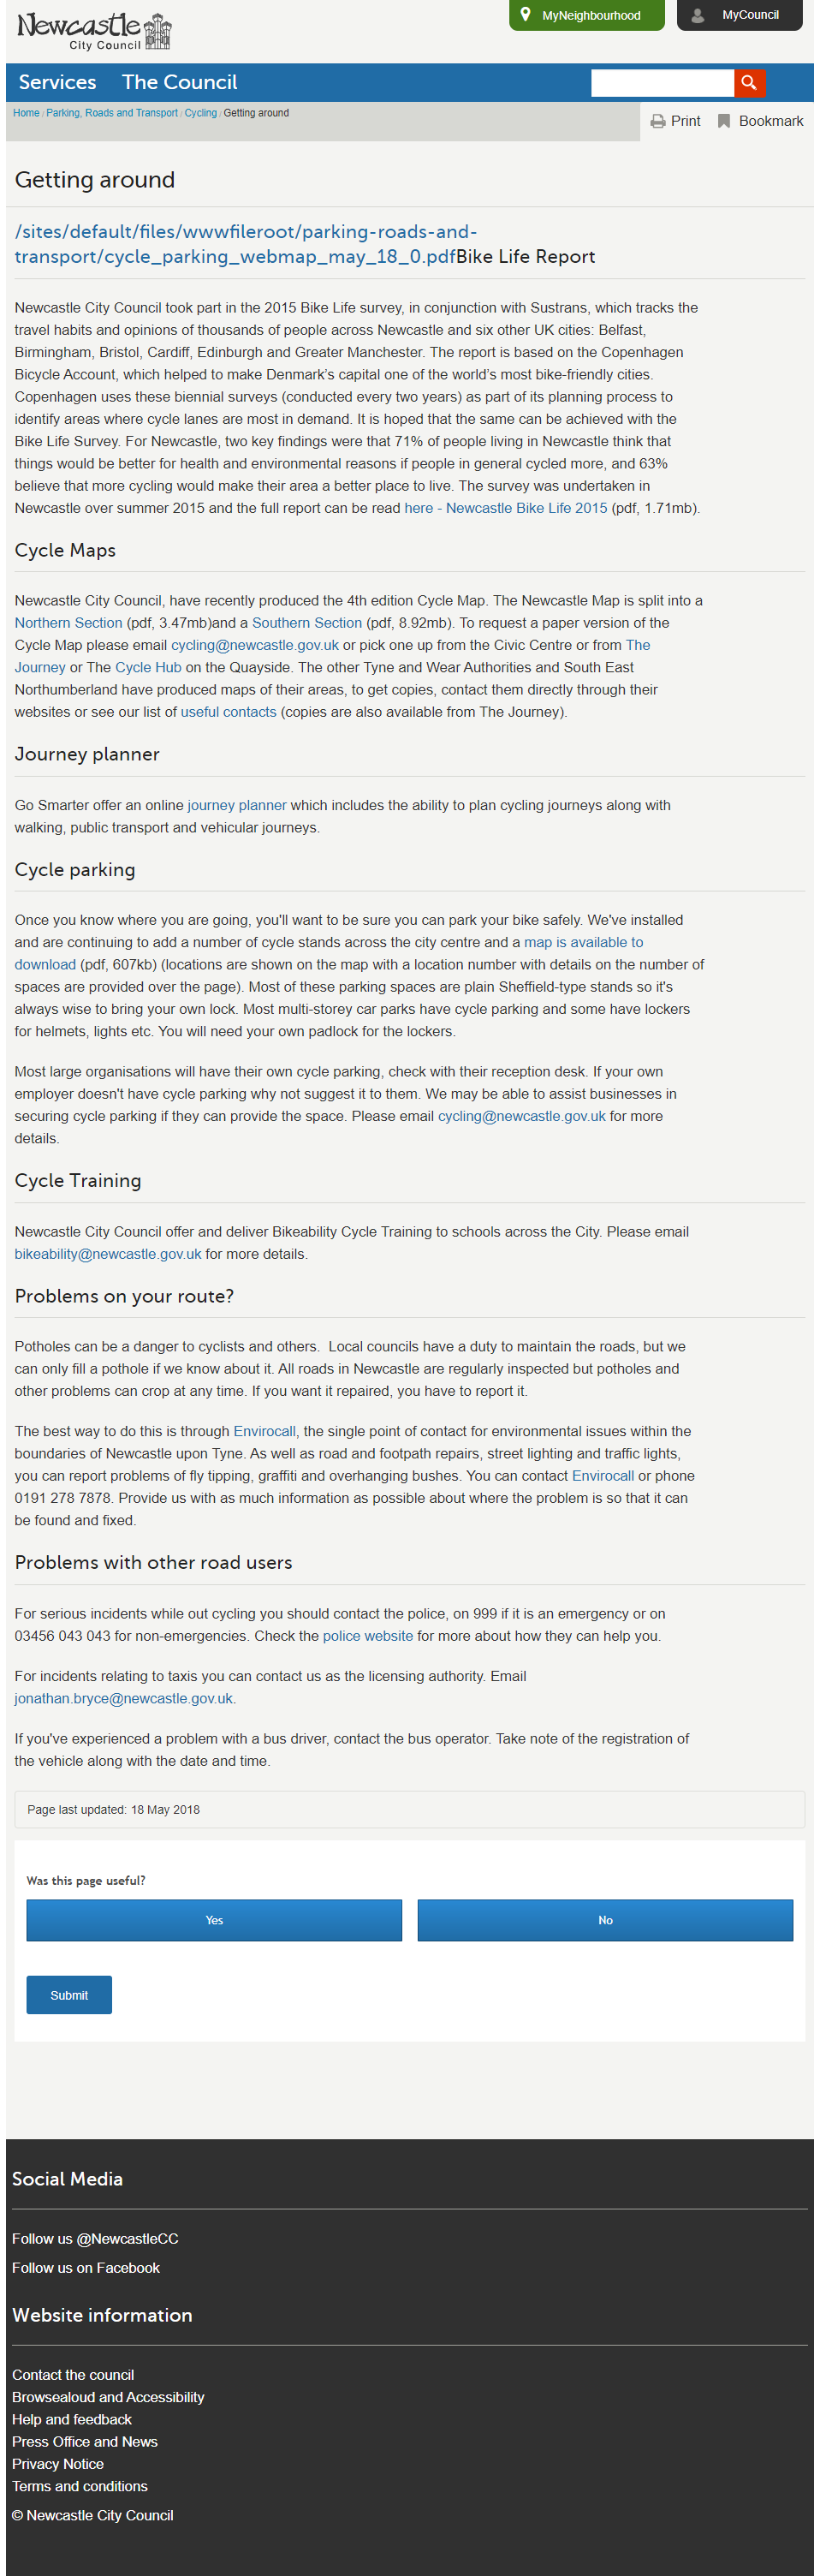 Newcastle
City Council
MyNeighbourhood
MyCouncil
Services The Council
Home / Parking, Roads and Transport / Cycling / Getting around
Print Bookmark
Getting around
/sites/default/files/wwwfileroot/parking-roads-and-
transport/cycle_parking_webmap_may_18_0.pdfBike Life Report
Newcastle City Council took part in the 2015 Bike Life survey, in conjunction with Sustrans, which tracks the
travel habits and opinions of thousands of people across Newcastle and six other UK cities: Belfast,
Birmingham, Bristol, Cardiff, Edinburgh and Greater Manchester. The report is based on the Copenhagen
Bicycle Account, which helped to make Denmark’s capital one of the world’s most bike-friendly cities.
Copenhagen uses these biennial surveys (conducted every two years) as part of its planning process to
identify areas where cycle lanes are most in demand. It is hoped that the same can be achieved with the
Bike Life Survey. For Newcastle, two key findings were that 71% of people living in Newcastle think that
things would be better for health and environmental reasons if people in general cycled more, and 63%
believe that more cycling would make their area a better place to live. The survey was undertaken in
Newcastle over summer 2015 and the full report can be read here - Newcastle Bike Life 2015 (pdf, 1.71mb).
Cycle Maps
Newcastle City Council, have recently produced the 4th edition Cycle Map. The Newcastle Map is split into a
Northern Section (pdf, 3.47mb)and a Southern Section (pdf, 8.92mb). To request a paper version of the
Cycle Map please email cycling@newcastle.gov.uk or pick one up from the Civic Centre or from The
Journey or The Cycle Hub on the Quayside. The other Tyne and Wear Authorities and South East
Northumberland have produced maps of their areas, to get copies, contact them directly through their
websites or see our list of useful contacts (copies are also available from The Journey).
Journey planner
Go Smarter offer an online journey planner which includes the ability to plan cycling journeys along with
walking, public transport and vehicular journeys.
Cycle parking
Once you know where you are going, you'll want to be sure you can park your bike safely. We've installed
and are continuing to add a number of cycle stands across the city centre and a map is available to
download (pdf, 607kb) (locations are shown on the map with a location number with details on the number of
spaces are provided over the page). Most of these parking spaces are plain Sheffield-type stands so it's
always wise to bring your own lock. Most multi-storey car parks have cycle parking and some have lockers
for helmets, lights etc. You will need your own padlock for the lockers.
Most large organisations will have their own cycle parking, check with their reception desk. If your own
employer doesn't have cycle parking why not suggest it to them. We may be able to assist businesses in
securing cycle parking if they can provide the space. Please email cycling@newcastle.gov.uk for more
details.
Cycle Training
Newcastle City Council offer and deliver Bikeability Cycle Training to schools across the City. Please email
bikeability@newcastle.gov.uk for more details.
Problems on your route?
Potholes can be a danger to cyclists and others.  Local councils have a duty to maintain the roads, but we
can only fill a pothole if we know about it. All roads in Newcastle are regularly inspected but potholes and
other problems can crop at any time. If you want it repaired, you have to report it.
The best way to do this is through Envirocall, the single point of contact for environmental issues within the
boundaries of Newcastle upon Tyne. As well as road and footpath repairs, street lighting and traffic lights,
you can report problems of fly tipping, graffiti and overhanging bushes. You can contact Envirocall or phone
0191 278 7878. Provide us with as much information as possible about where the problem is so that it can
be found and fixed.
Problems with other road users
For serious incidents while out cycling you should contact the police, on 999 if it is an emergency or on
03456 043 043 for non-emergencies. Check the police website for more about how they can help you.
For incidents relating to taxis you can contact us as the licensing authority. Email
jonathan.bryce@newcastle.gov.uk.
If you've experienced a problem with a bus driver, contact the bus operator. Take note of the registration of
the vehicle along with the date and time.
Page last updated: 18 May 2018
Was this page useful?
Yes No
Submit
Social Media
Follow us @NewcastleCC
Follow us on Facebook
Website information
Contact the council
Browsealoud and Accessibility
Help and feedback
Press Office and News
Privacy Notice
Terms and conditions
© Newcastle City Council